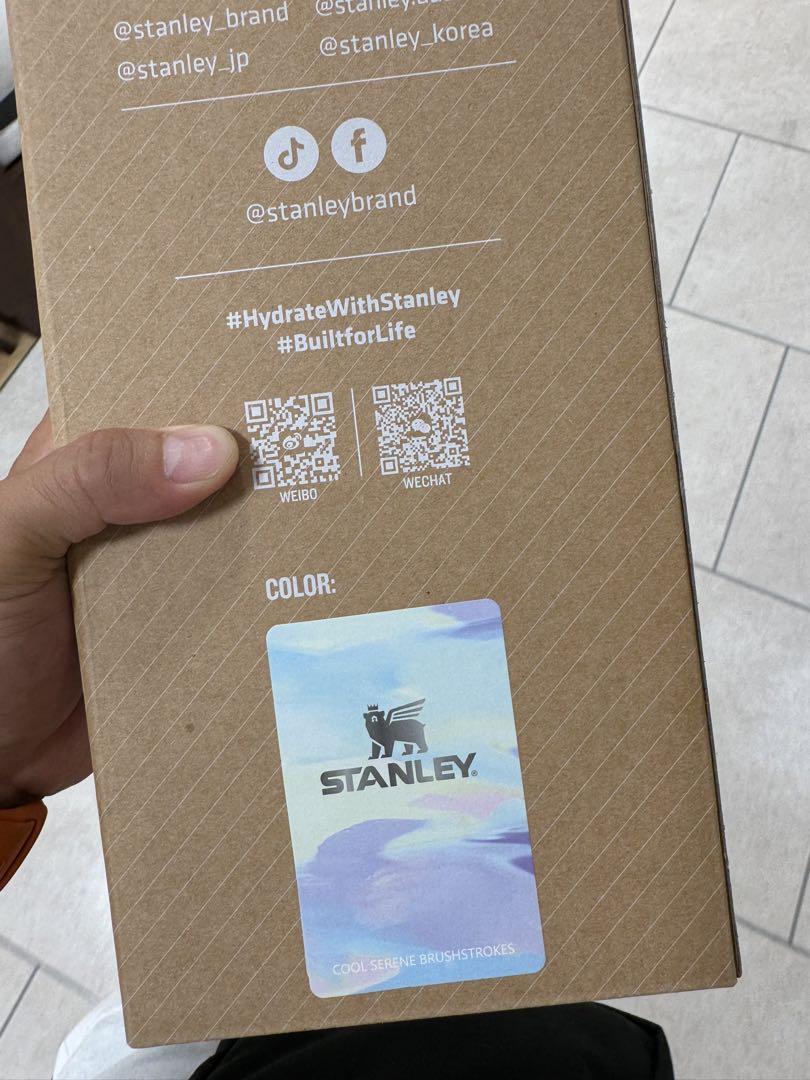 @stanley_brand
@stanley_jp
@stanley_korea
@stanleybrand
#HydrateWithStanley
#BuiltforLife
WEIBO
WECHAT
COLOR:
STANLEY®
COOL SERENE BRUSHSTROKES